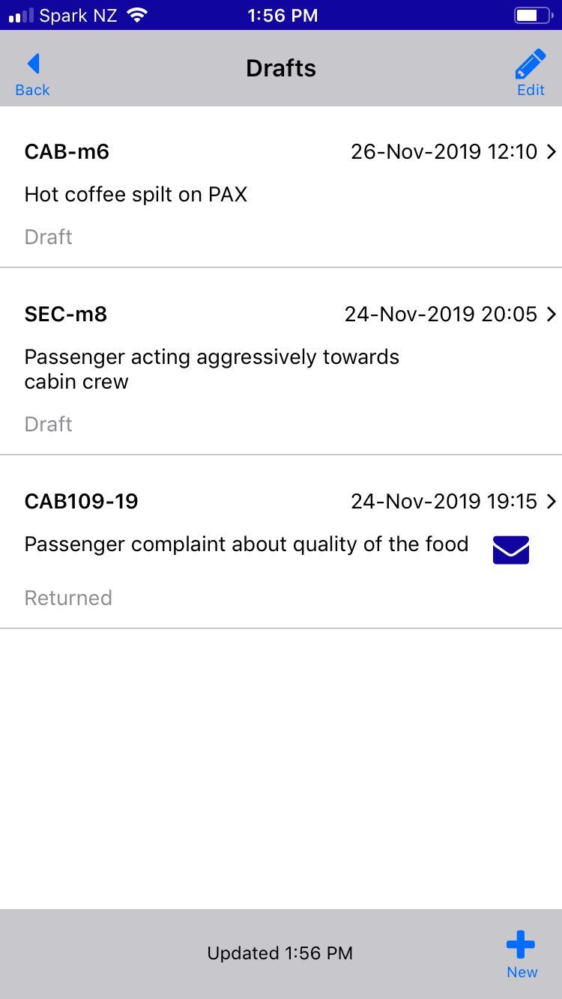 Spark NZ 1:56 PM
Drafts
Back Edit
CAB-m6 26-Nov-2019 12:10
Hot coffee spilt on PAX
Draft
SEC-m8 24-Nov-2019 20:05
Passenger acting aggressively towards
cabin crew
Draft
CAB109-19 24-Nov-2019 19:15
Passenger complaint about quality of the food
Returned
Updated 1:56 PM
New